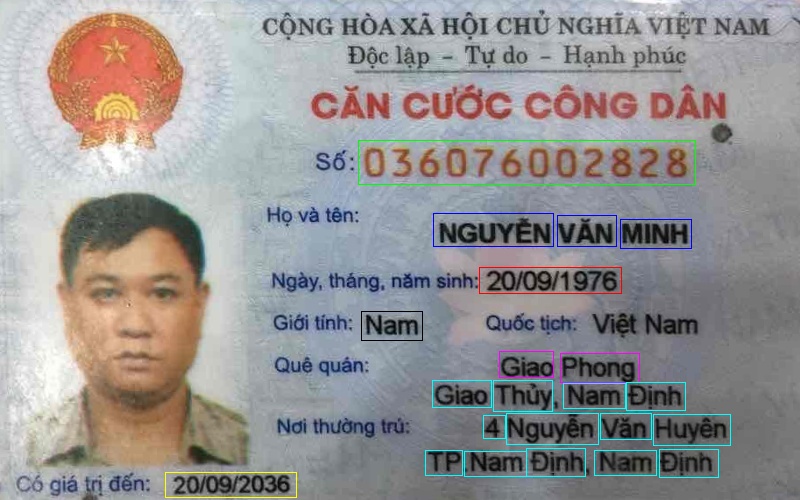 CỘNG HÒA XÃ HỘI CHỦ NGHĨA VIỆT NAM
Độc lập - Tự do - Hạnh phúc
CĂN CƯỚC CÔNG DÂN
Số: 036076002828
Họ và tên: NGUYỄN VĂN MINH
Ngày, tháng, năm sinh: 20/09/1976
Giới tính: Nam Quốc tịch: Việt Nam
Quê quán: Giao Phong
Giao Thủy, Nam Định
Nơi thường trú: 4 Nguyễn Văn Huyên
TP.Nam Định, Nam Định
Có giá trị đến: 20/09/2036